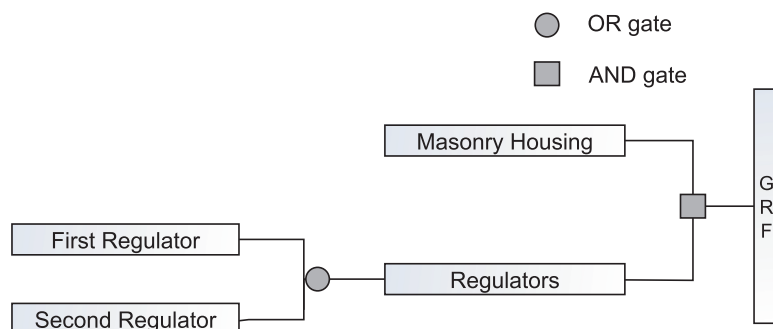 OR gate
AND gate
Masonry Housing
G
R
F
First Regulator
Regulators
Second Regulator